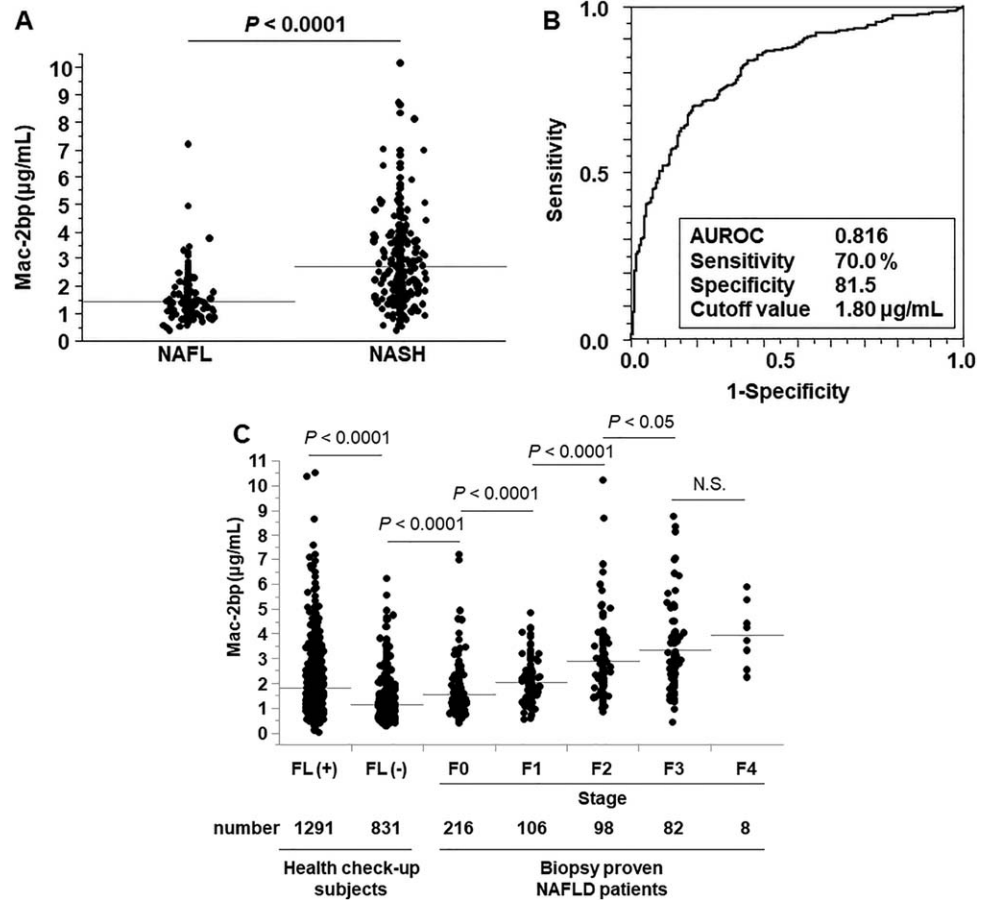 A
P < 0.0001
Mac-2bp (µg/mL)
10
9
8
7
6
5
4
3
2
1
0
NAFL NASH
B
Sensitivity
1.0
0.5
0.0
AUROC 0.816
Sensitivity 70.0 %
Specificity 81.5
Cutoff value 1.80 µg/mL
0.0 0.5 1.0
1-Specificity
C
P < 0.0001
P < 0.0001
P < 0.0001
P < 0.0001
P < 0.05
N.S.
Mac-2bp (µg/mL)
11
10
9
8
7
6
5
4
3
2
1
0
FL (+) FL (-) F0 F1 F2 F3 F4
Stage
number 1291 831 216 106 98 82 8
Health check-up
subjects
Biopsy proven
NAFLD patients